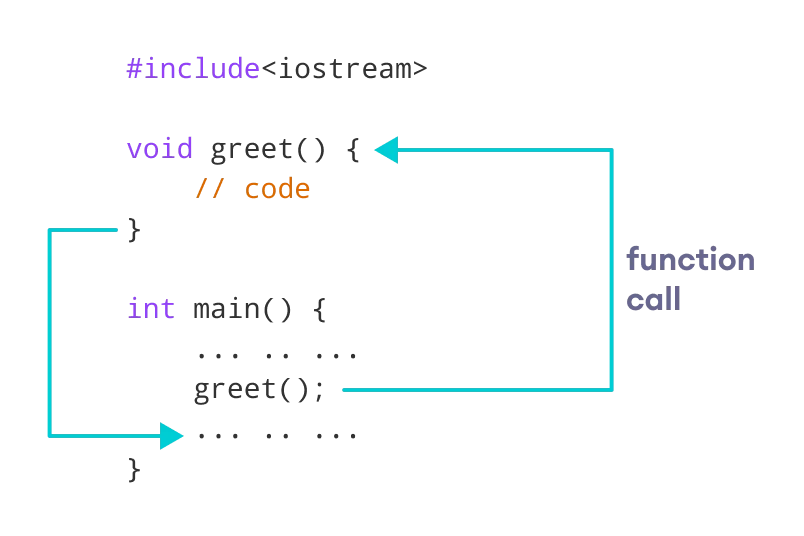 #include<iostream>
void greet() {
// code
}
function
call
int main() {
... .. ...
greet();
... .. ...
}